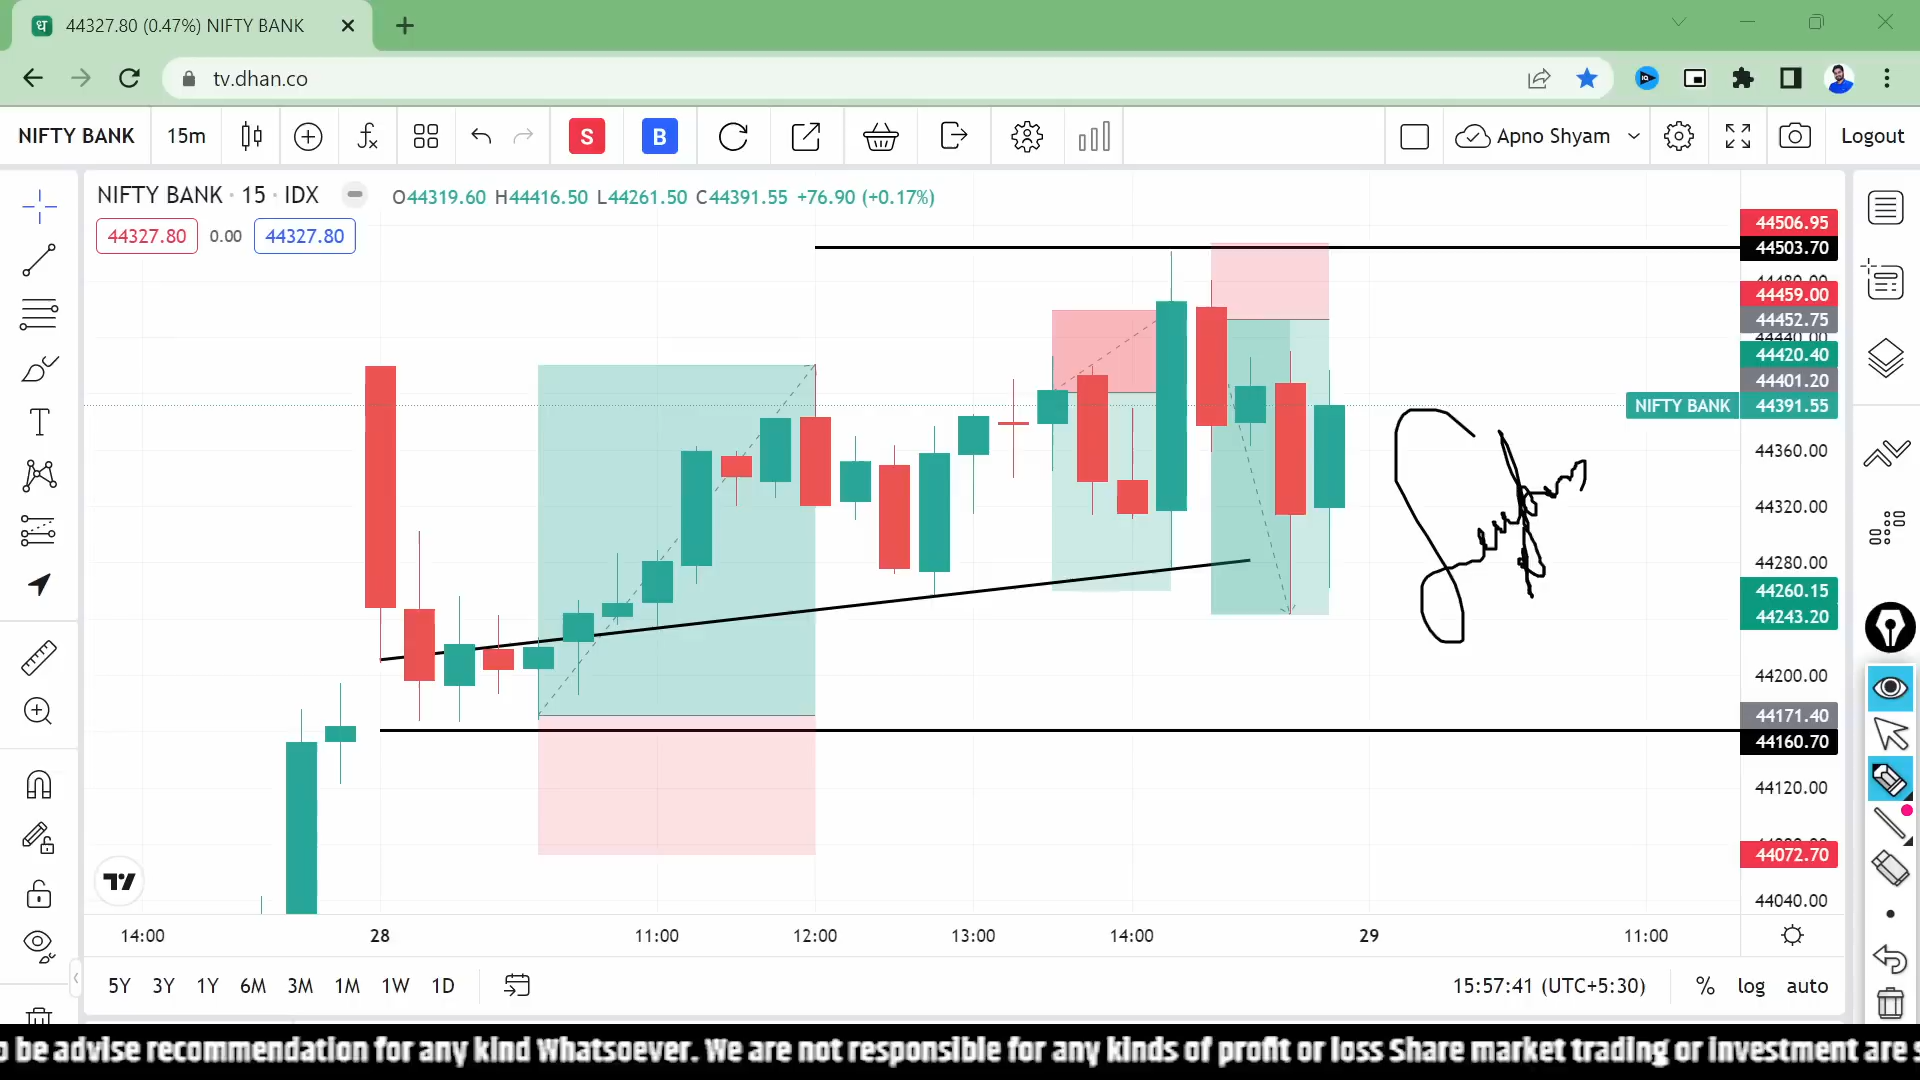 44327.80 (0.47%) NIFTY BANK
tv.dhan.co
NIFTY BANK 15m S B Apno Shyam Logout
NIFTY BANK · 15 · IDX O44319.60 H44416.50 L44261.50 C44391.55 +76.90 (+0.17%)
44327.80 0.00 44327.80
44506.95
44503.70
44459.00
44452.75
44420.40
44401.20
NIFTY BANK 44391.55
44360.00
44320.00
44280.00
44260.15
44243.20
44200.00
44171.40
44160.70
44120.00
44072.70
44040.00
14:00 28 11:00 12:00 13:00 14:00 29 11:00
5Y 3Y 1Y 6M 3M 1M 1W 1D 15:57:41 (UTC+5:30) % log auto
be advise recommendation for any kind Whatsoever. We are not responsible for any kinds of profit or loss Share market trading or investment are